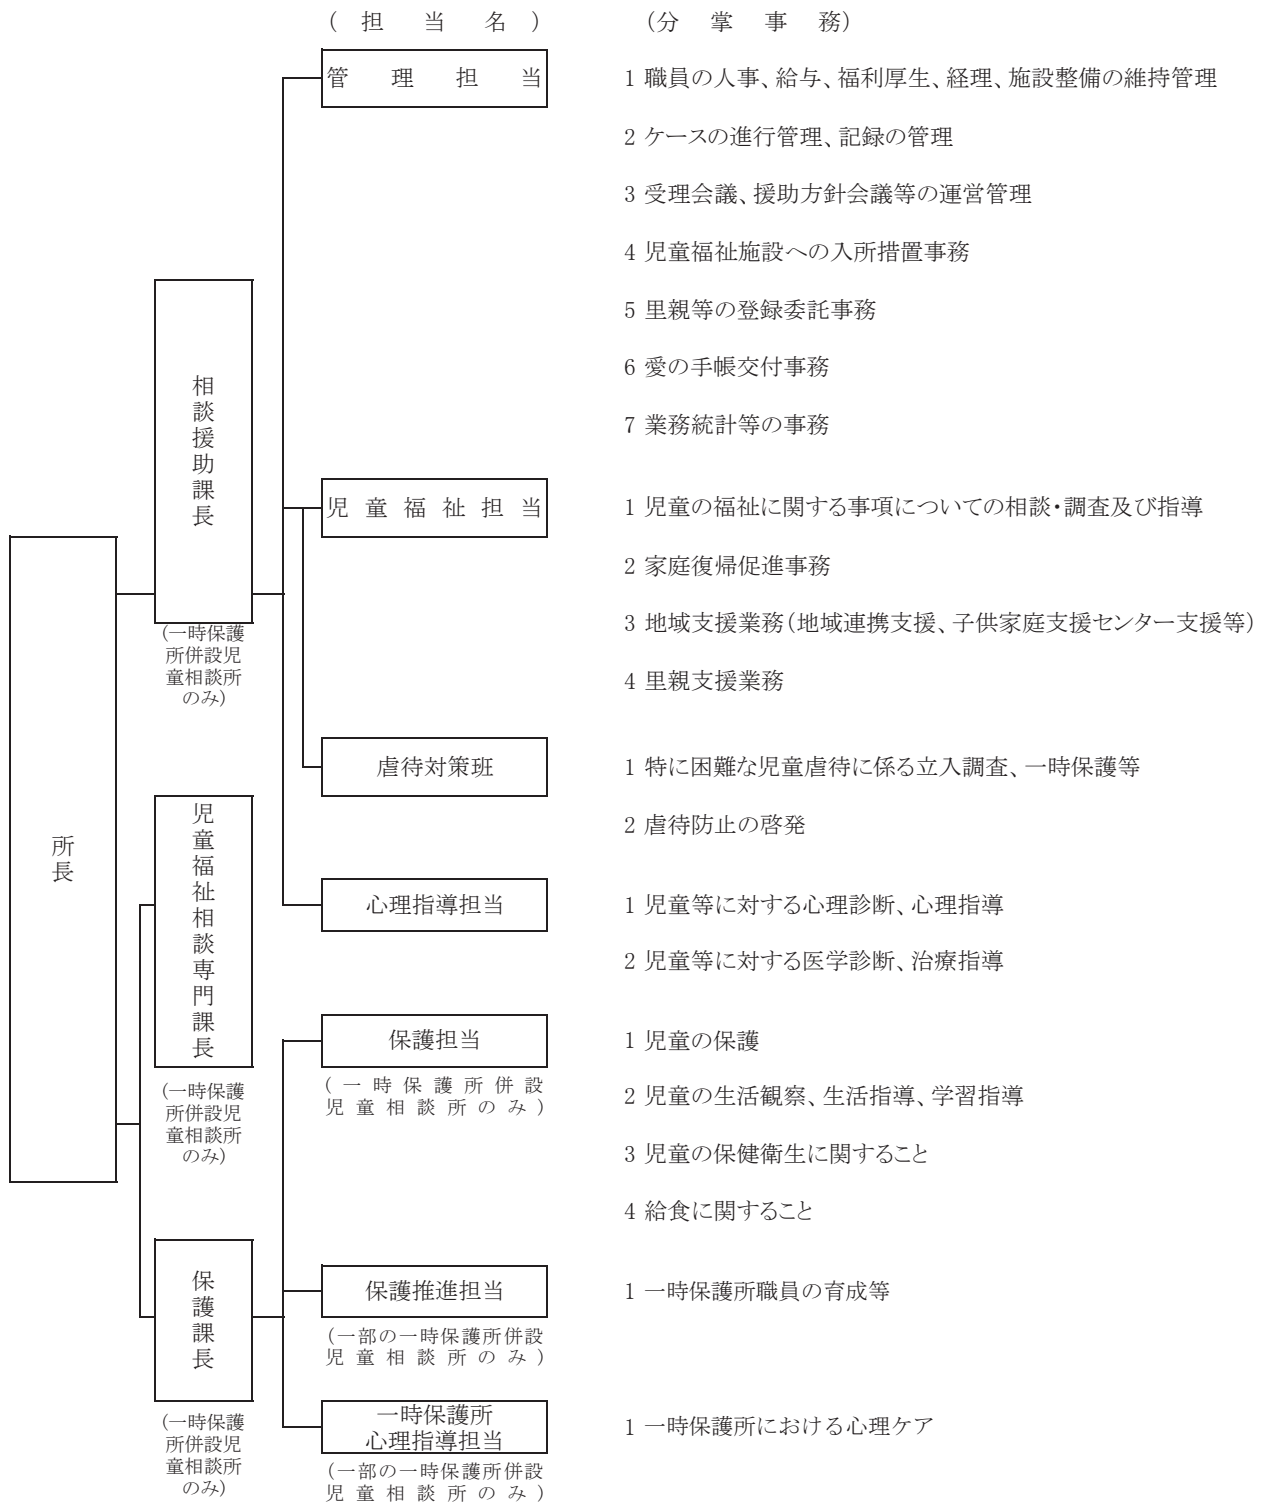 (担当名)
(分掌事務)
管理担当
1 職員の人事、給与、福利厚生、経理、施設整備の維持管理
2 ケースの進行管理、記録の管理
3 受理会議、援助方針会議等の運営管理
4 児童福祉施設への入所措置事務
5 里親等の登録委託事務
6 愛の手帳交付事務
7 業務統計等の事務
相談援助課長
(一時保護
所併設児
童相談所
のみ)
児童福祉担当
1 児童の福祉に関する事項についての相談・調査及び指導
2 家庭復帰促進事務
3 地域支援業務(地域連携支援、子供家庭支援センター支援等)
4 里親支援業務
虐待対策班
1 特に困難な児童虐待に係る立入調査、一時保護等
2 虐待防止の啓発
所長
児童福祉相談専門課長
(一時保護
所併設児
童相談所
のみ)
心理指導担当
1 児童等に対する心理診断、心理指導
2 児童等に対する医学診断、治療指導
保護担当
(一時保護所併設
児童相談所のみ)
1 児童の保護
2 児童の生活観察、生活指導、学習指導
3 児童の保健衛生に関すること
4 給食に関すること
保護課長
(一時保護
所併設児
童相談所
のみ)
保護推進担当
(一部の一時保護所併設
児童相談所のみ)
1 一時保護所職員の育成等
一時保護所
心理指導担当
(一部の一時保護所併設
児童相談所のみ)
1 一時保護所における心理ケア